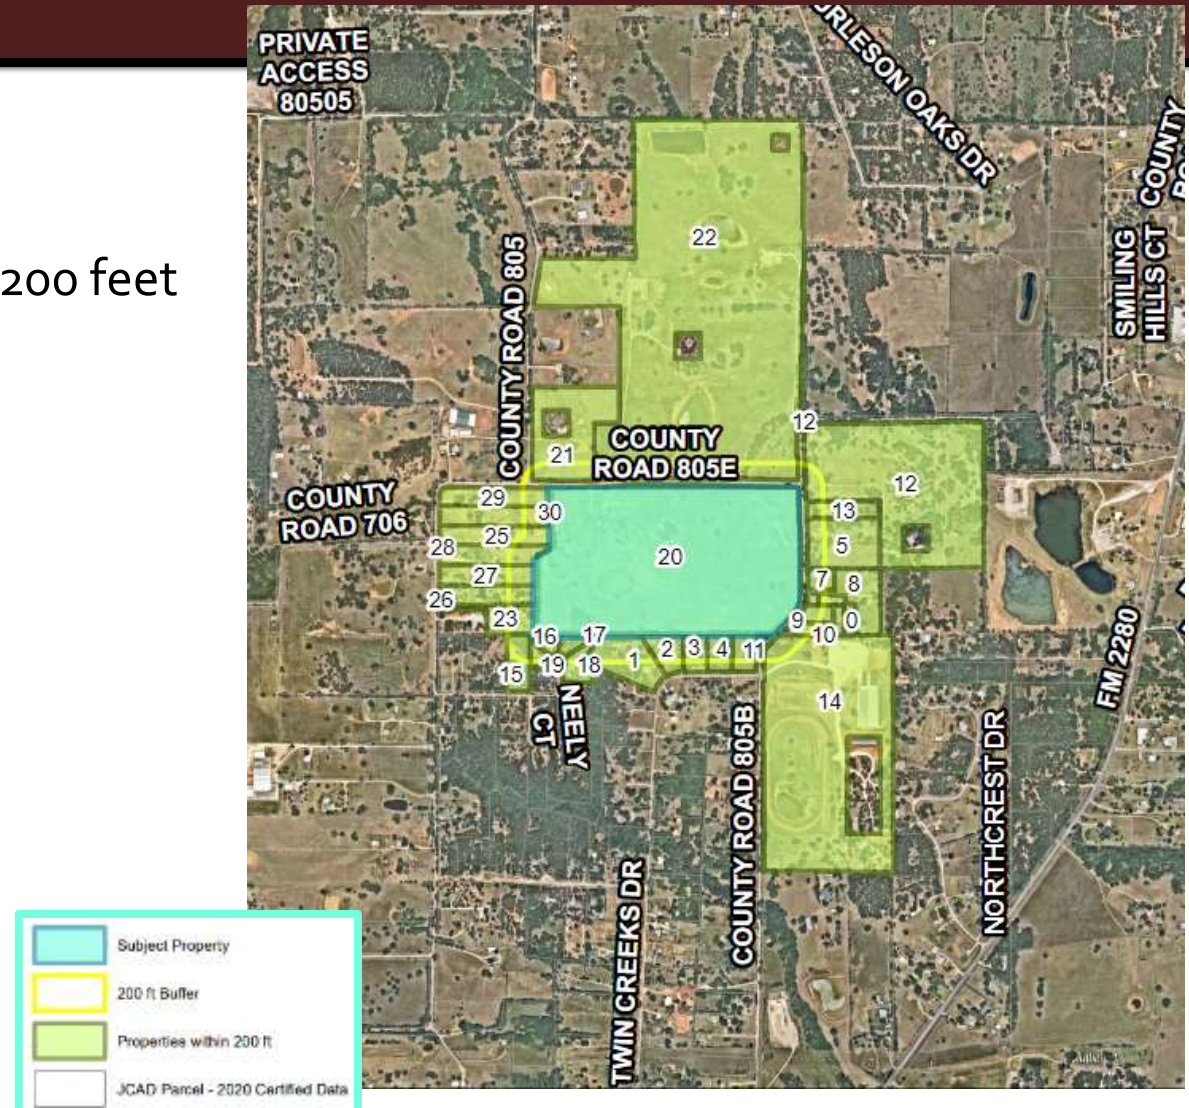 200 feet
PRIVATE
ACCESS
80505
URLESON OAKS DR
COUNTY
SMILING
HILLS CT
COUNTY ROAD 805
22
12
21
COUNTY
ROAD 805E
12
COUNTY
ROAD 706
29
30
13
25
28
20
5
27
7
8
26
23
9
0
10
16
17
19
18
1
2
3
4
11
15
14
NEELY
CT
FM 2280
COUNTY ROAD 805B
NORTHCREST DR
TWIN CREEKS DR
Subject Property
200 ft Buffer
Properties within 200 ft
JCAD Parcel - 2020 Certified Data